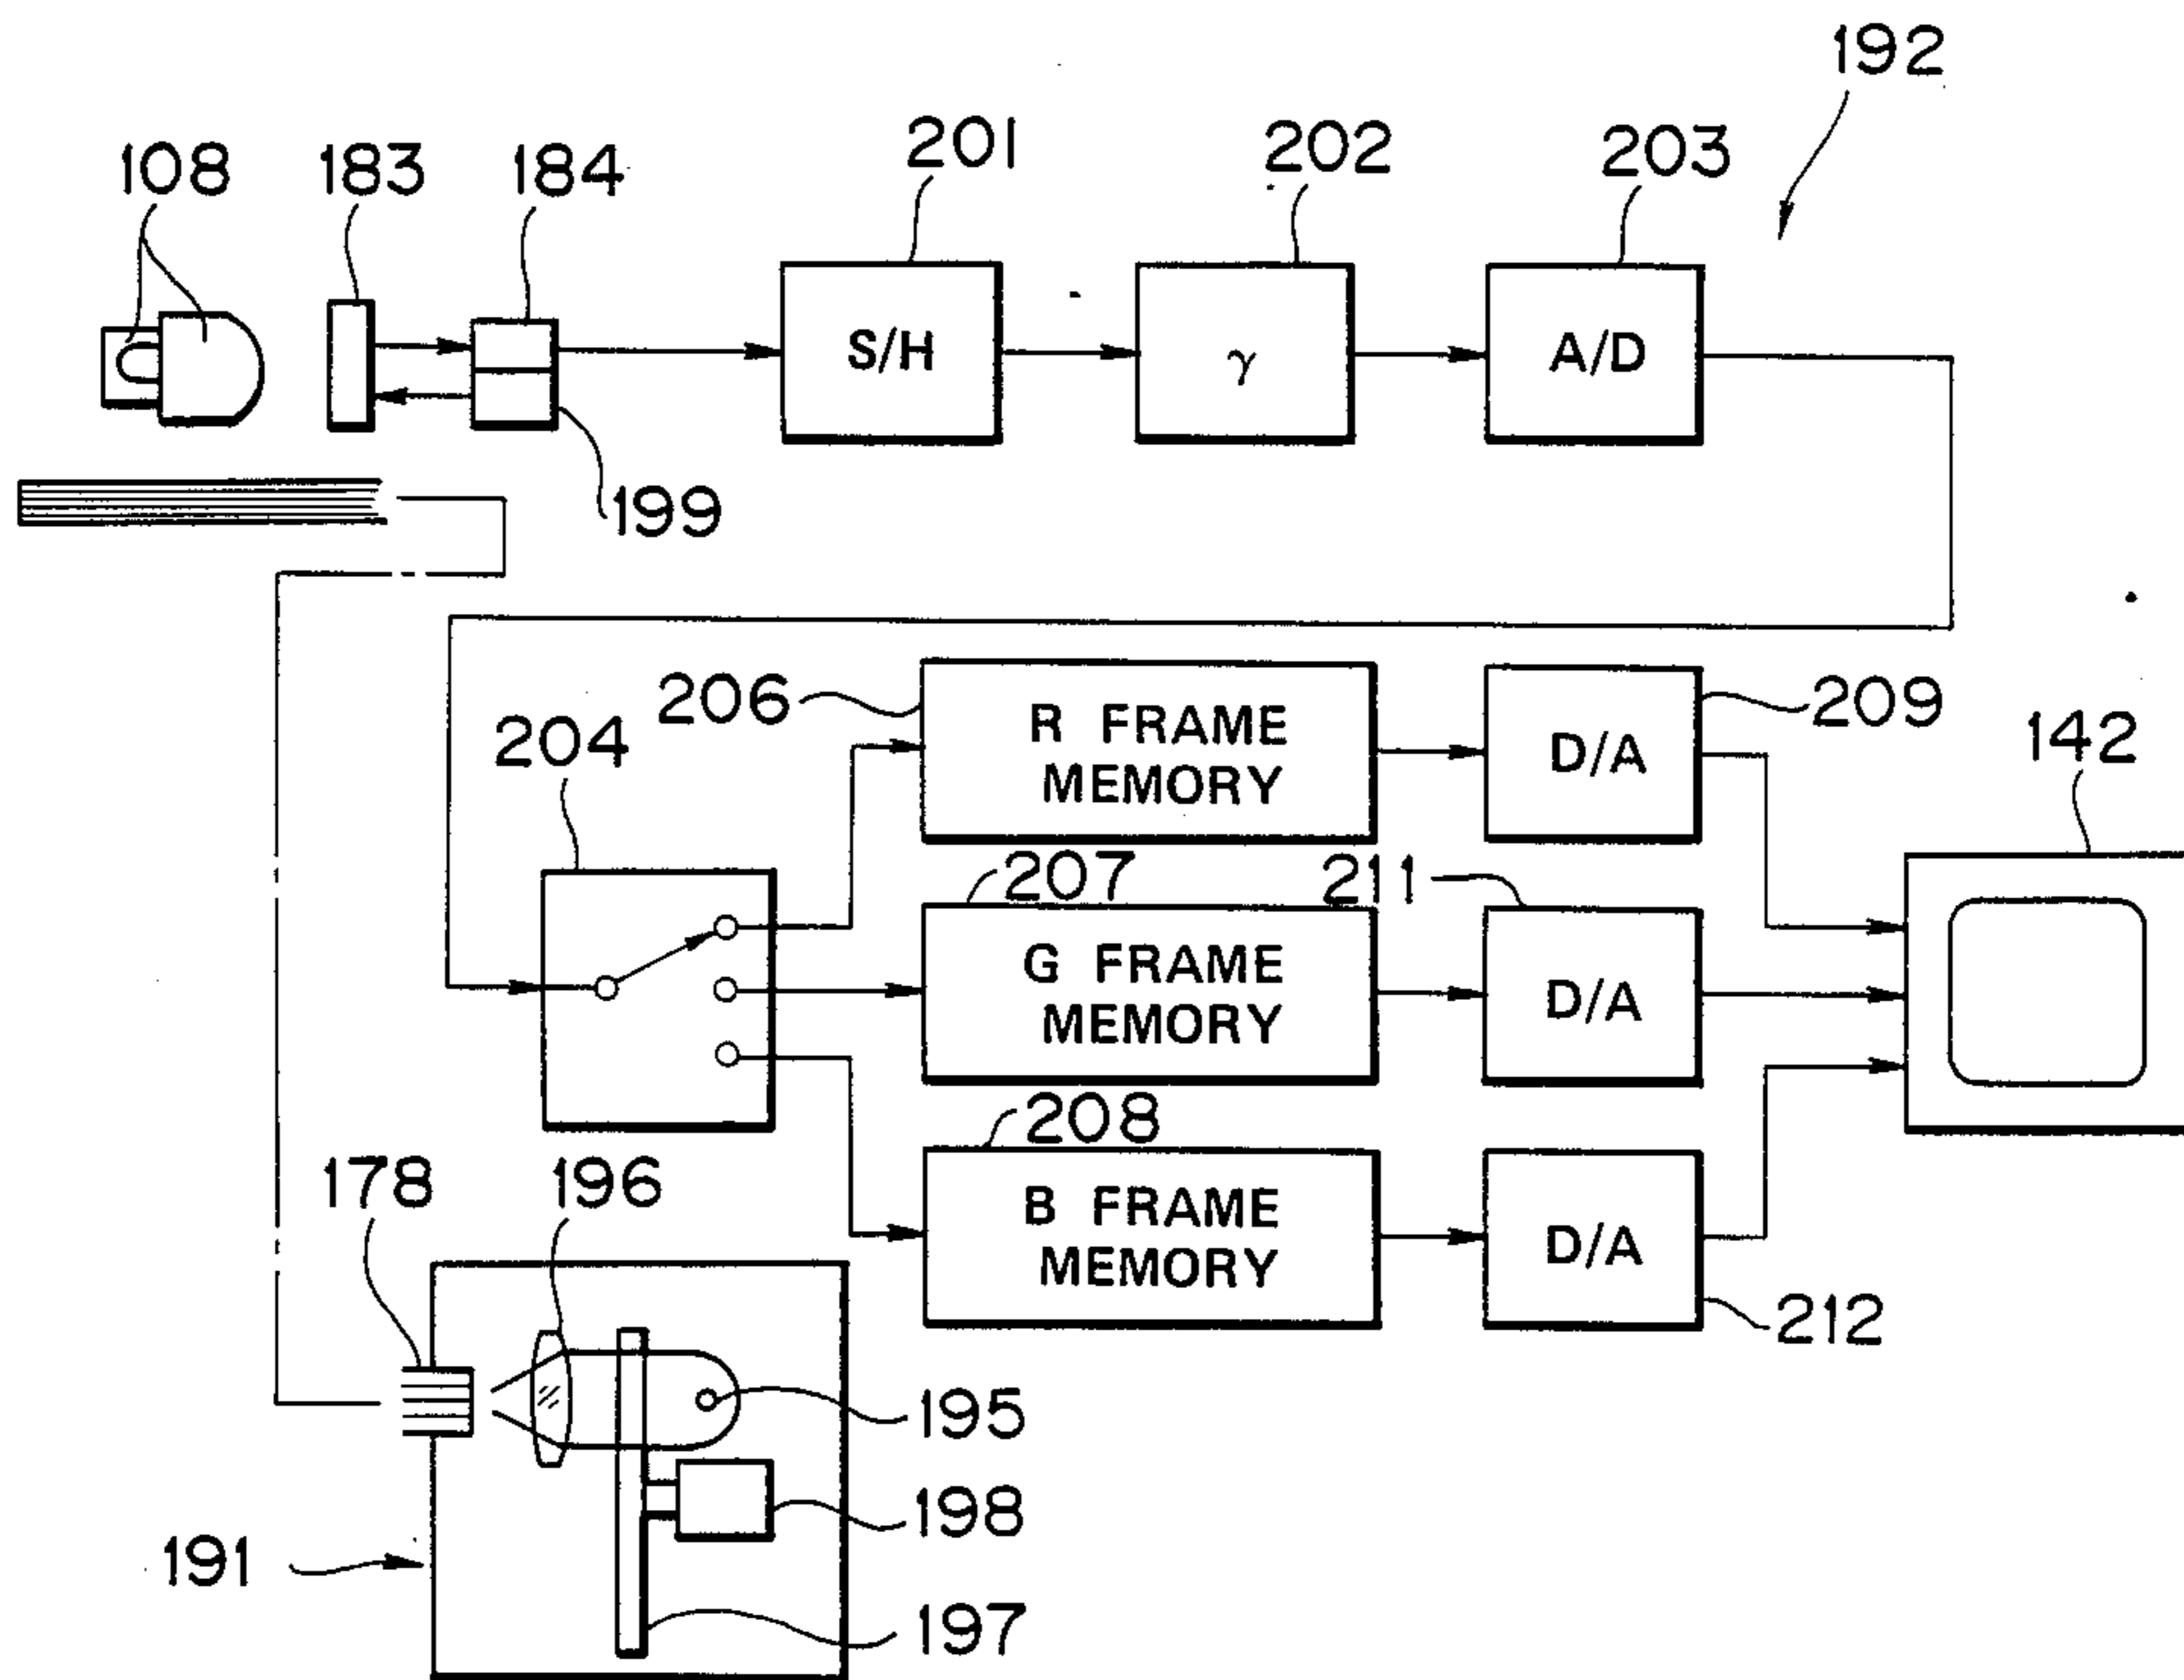 192
108 183 184 201 202 203
S/H γ A/D
199
206 R FRAME MEMORY D/A 209
204 142
207 211
G FRAME MEMORY D/A
208
178 196 B FRAME MEMORY D/A
212
195
198
191
197